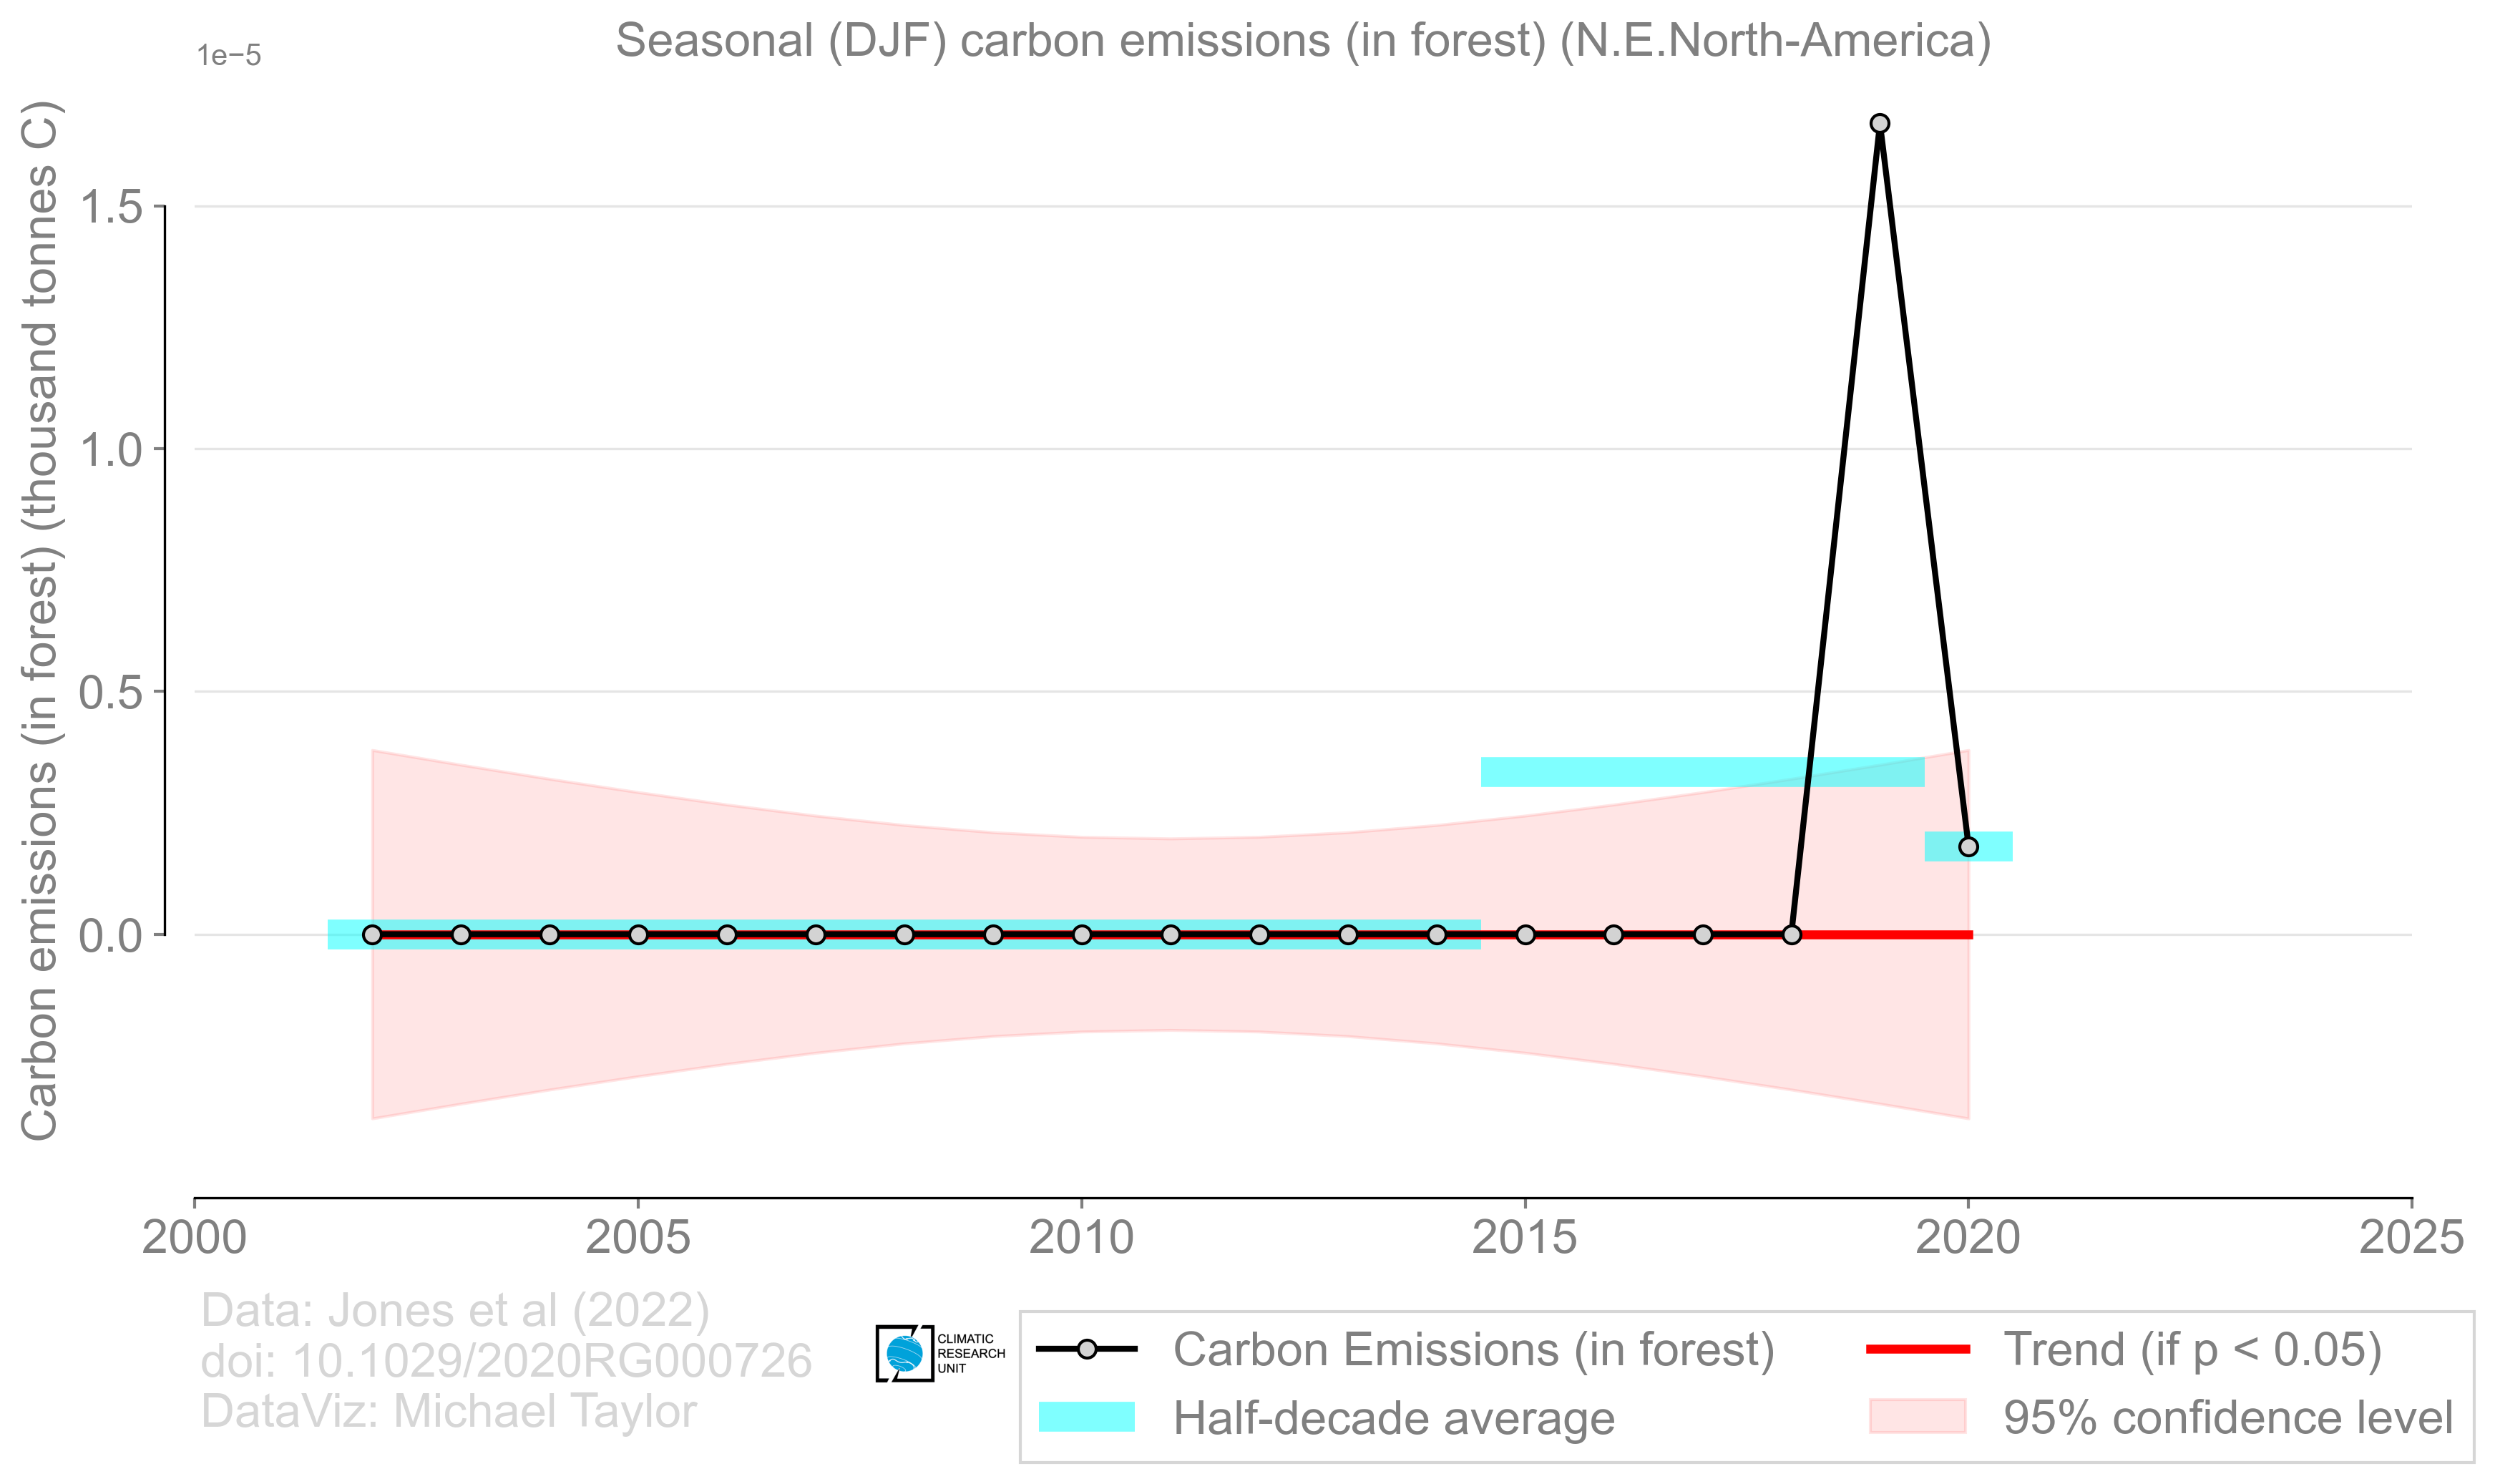 Seasonal (DJF) carbon emissions (in forest) (N.E.North-America)
1e−5
Carbon emissions (in forest) (thousand tonnes C)
1.5
1.0
0.5
0.0
2000 2005 2010 2015 2020 2025
Data: Jones et al (2022)
doi: 10.1029/2020RG000726
DataViz: Michael Taylor
CLIMATIC
RESEARCH
UNIT
Carbon Emissions (in forest)
Half-decade average
Trend (if p < 0.05)
95% confidence level